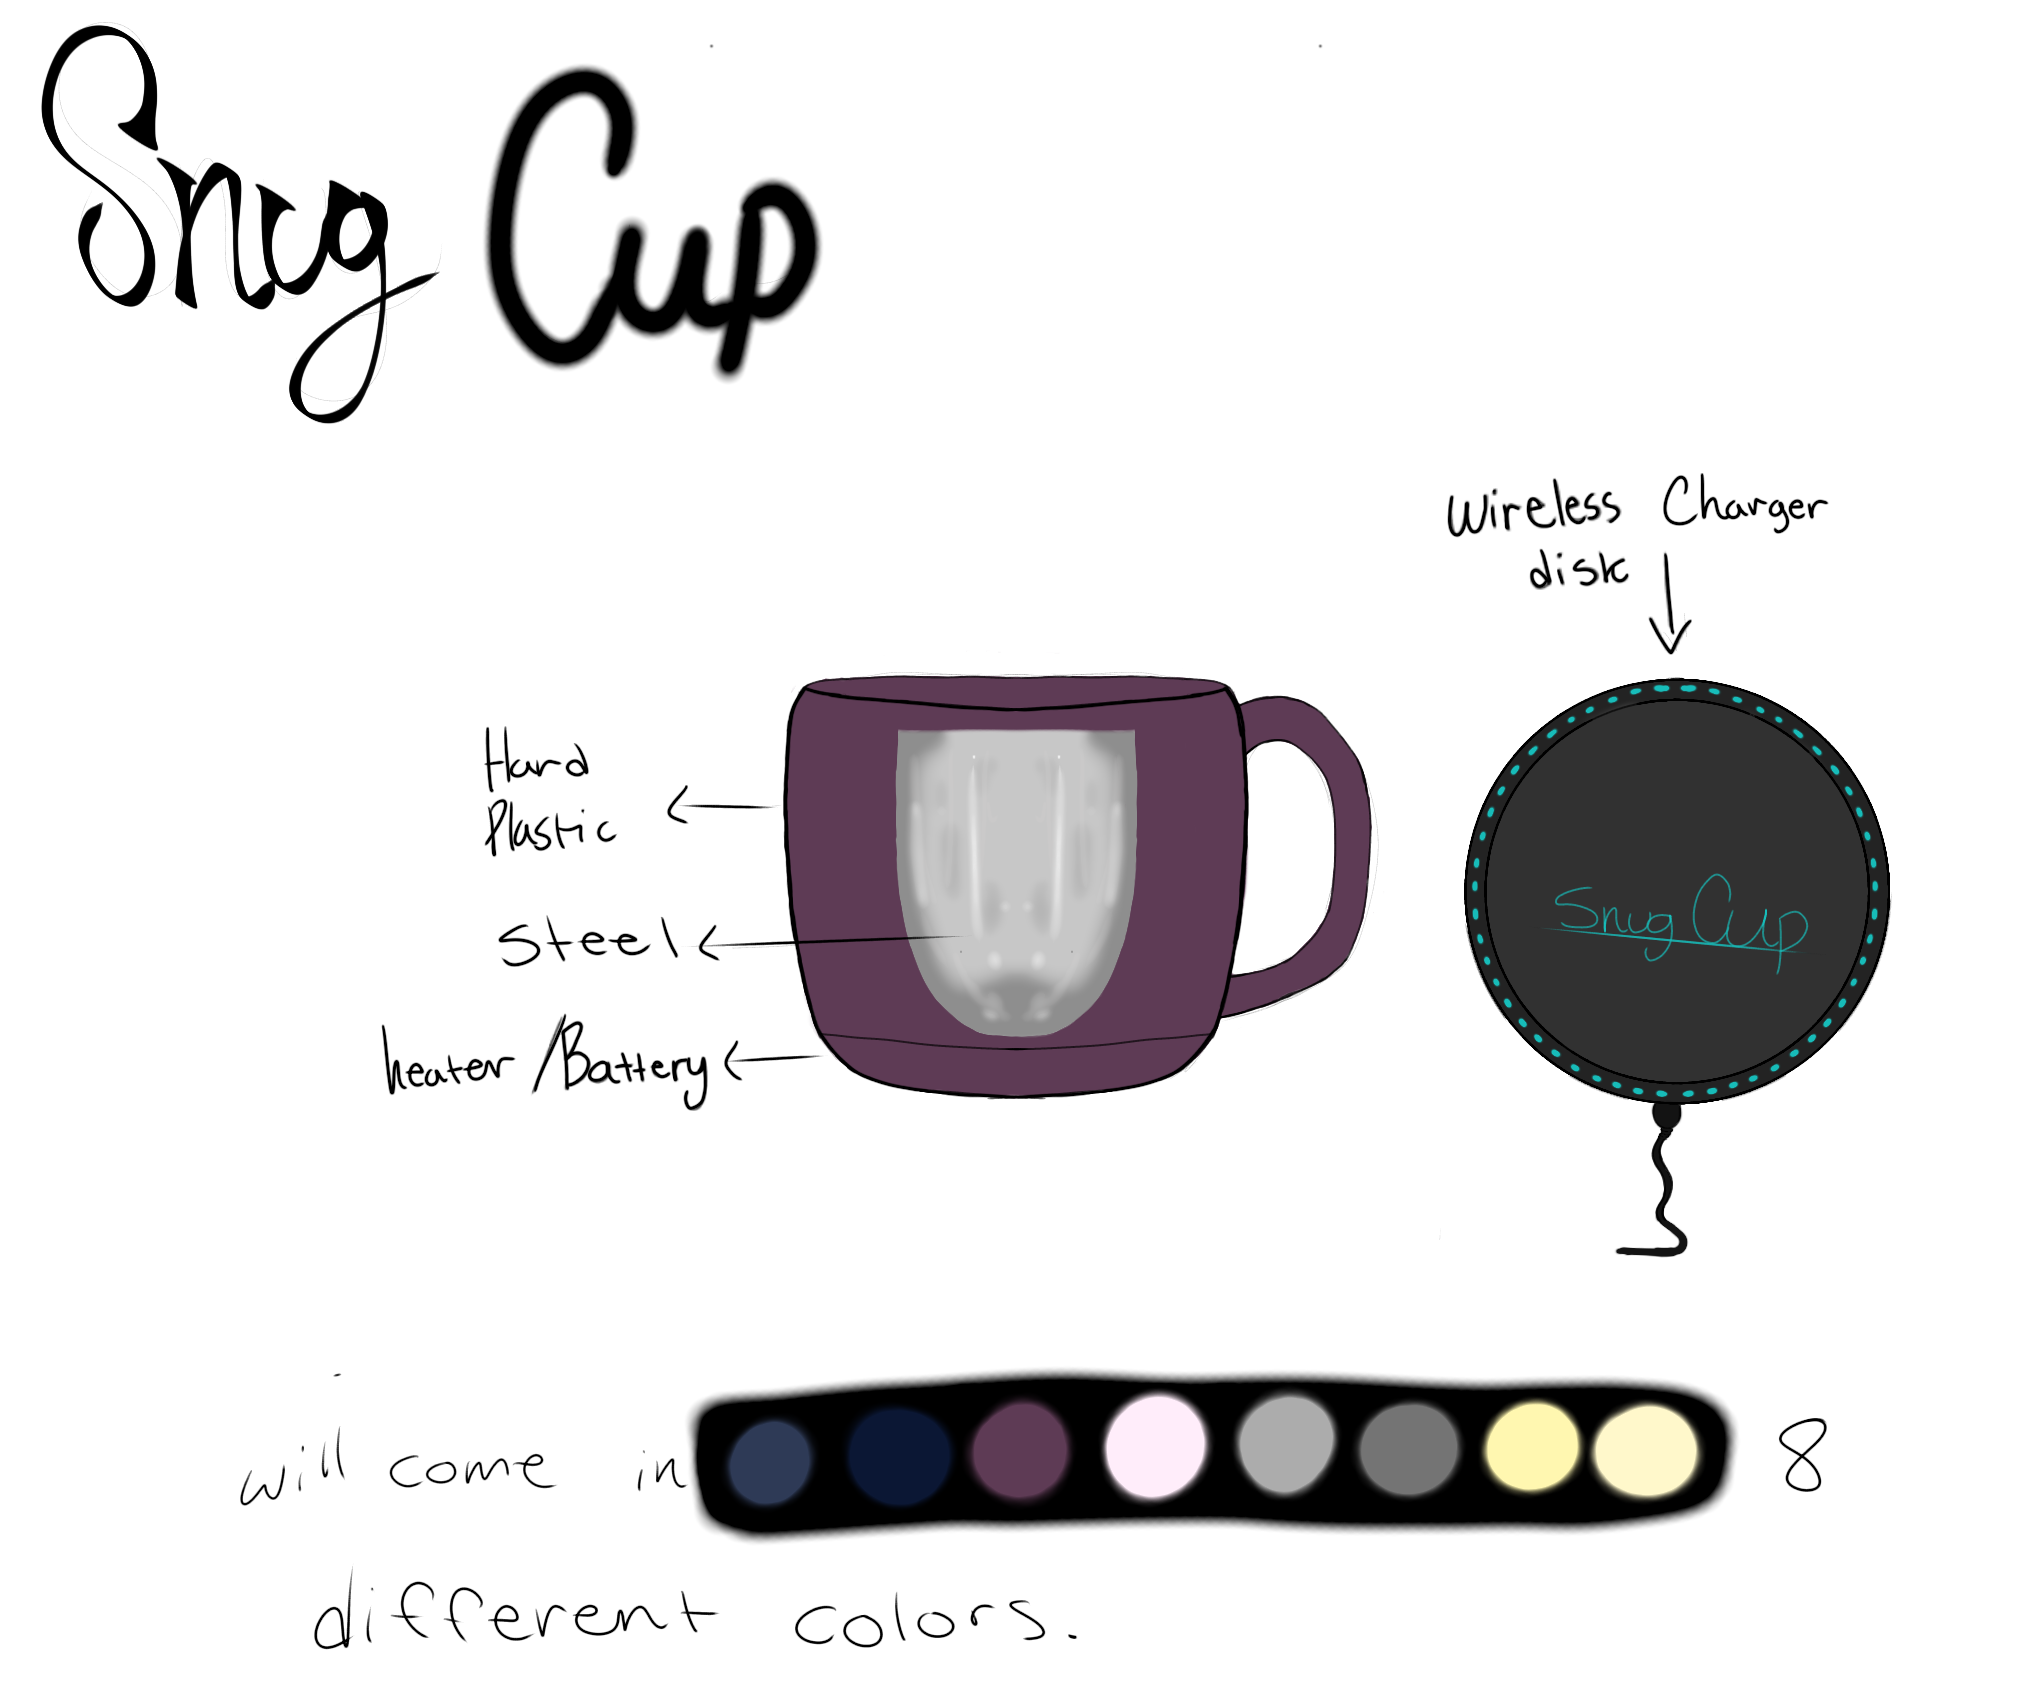 Snug Cup
Wireless Charger
disk
Hard
Plastic
Steel
heater/Battery
Snug Cup
will come in 8
different colors.